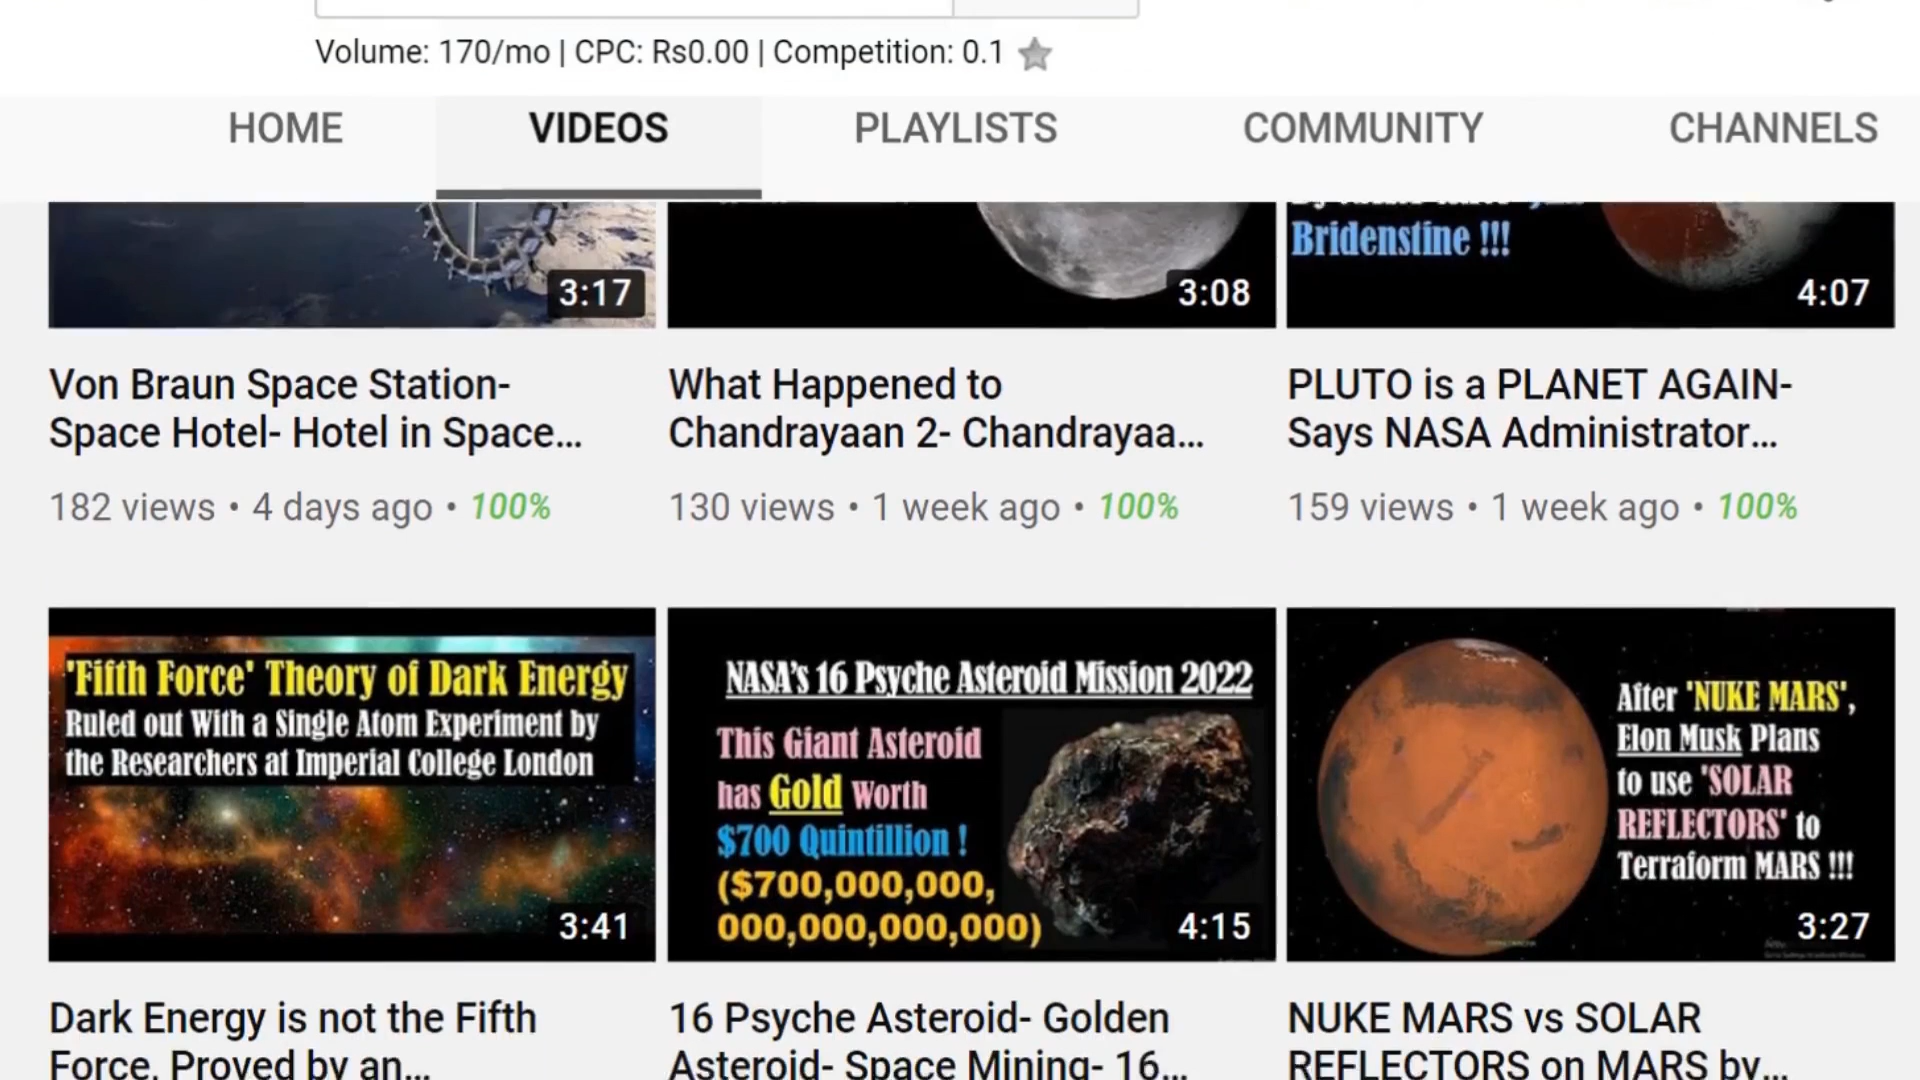 Volume: 170/mo | CPC: Rs0.00 | Competition: 0.1
HOME
VIDEOS
PLAYLISTS
COMMUNITY
CHANNELS
Bridenstine !!!
3:17
3:08
4:07
Von Braun Space Station-
Space Hotel- Hotel in Space...
182 views • 4 days ago • 100%
What Happened to
Chandrayaan 2- Chandrayaa...
130 views • 1 week ago • 100%
PLUTO is a PLANET AGAIN-
Says NASA Administrator...
159 views • 1 week ago • 100%
'Fifth Force' Theory of Dark Energy
Ruled out With a Single Atom Experiment by
the Researchers at Imperial College London
3:41
NASA's 16 Psyche Asteroid Mission 2022
This Giant Asteroid
has Gold Worth
$700 Quintillion !
($700,000,000,
000,000,000,000)
4:15
After 'NUKE MARS',
Elon Musk Plans
to use 'SOLAR
REFLECTORS' to
Terraform MARS !!!
3:27
Dark Energy is not the Fifth
Force, Proved by an...
16 Psyche Asteroid- Golden
Asteroid- Space Mining- 16...
NUKE MARS vs SOLAR
REFLECTORS on MARS by...